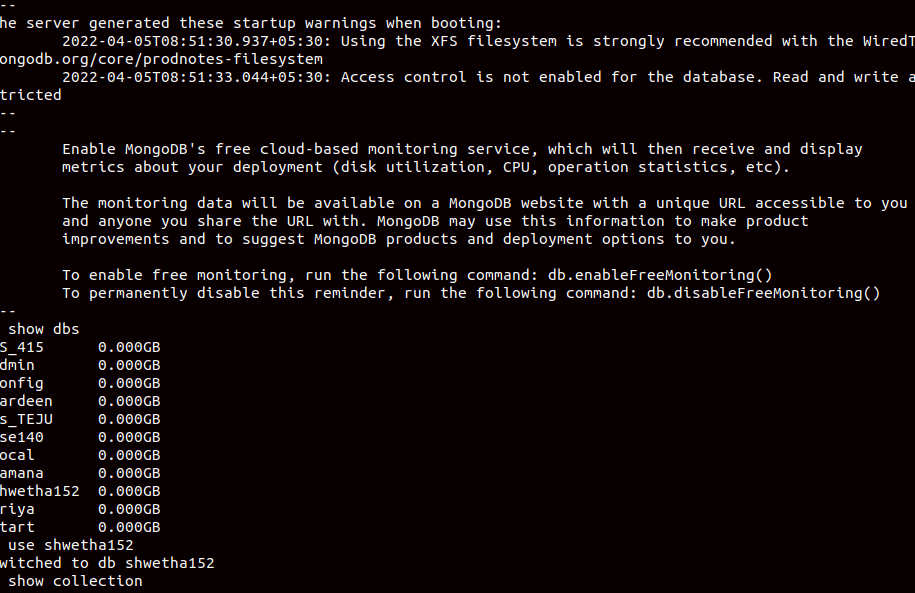 --
he server generated these startup warnings when booting:
2022-04-05T08:51:30.937+05:30: Using the XFS filesystem is strongly recommended with the WiredT
ongodb.org/core/prodnotes-filesystem
2022-04-05T08:51:33.044+05:30: Access control is not enabled for the database. Read and write a
tricted
--
--
Enable MongoDB's free cloud-based monitoring service, which will then receive and display
metrics about your deployment (disk utilization, CPU, operation statistics, etc).
The monitoring data will be available on a MongoDB website with a unique URL accessible to you
and anyone you share the URL with. MongoDB may use this information to make product
improvements and to suggest MongoDB products and deployment options to you.
To enable free monitoring, run the following command: db.enableFreeMonitoring()
To permanently disable this reminder, run the following command: db.disableFreeMonitoring()
--
show dbs
S_415 0.000GB
dmin 0.000GB
onfig 0.000GB
ardeen 0.000GB
s_TEJU 0.000GB
se140 0.000GB
ocal 0.000GB
amana 0.000GB
hwetha152 0.000GB
riya 0.000GB
tart 0.000GB
use shwetha152
witched to db shwetha152
show collection